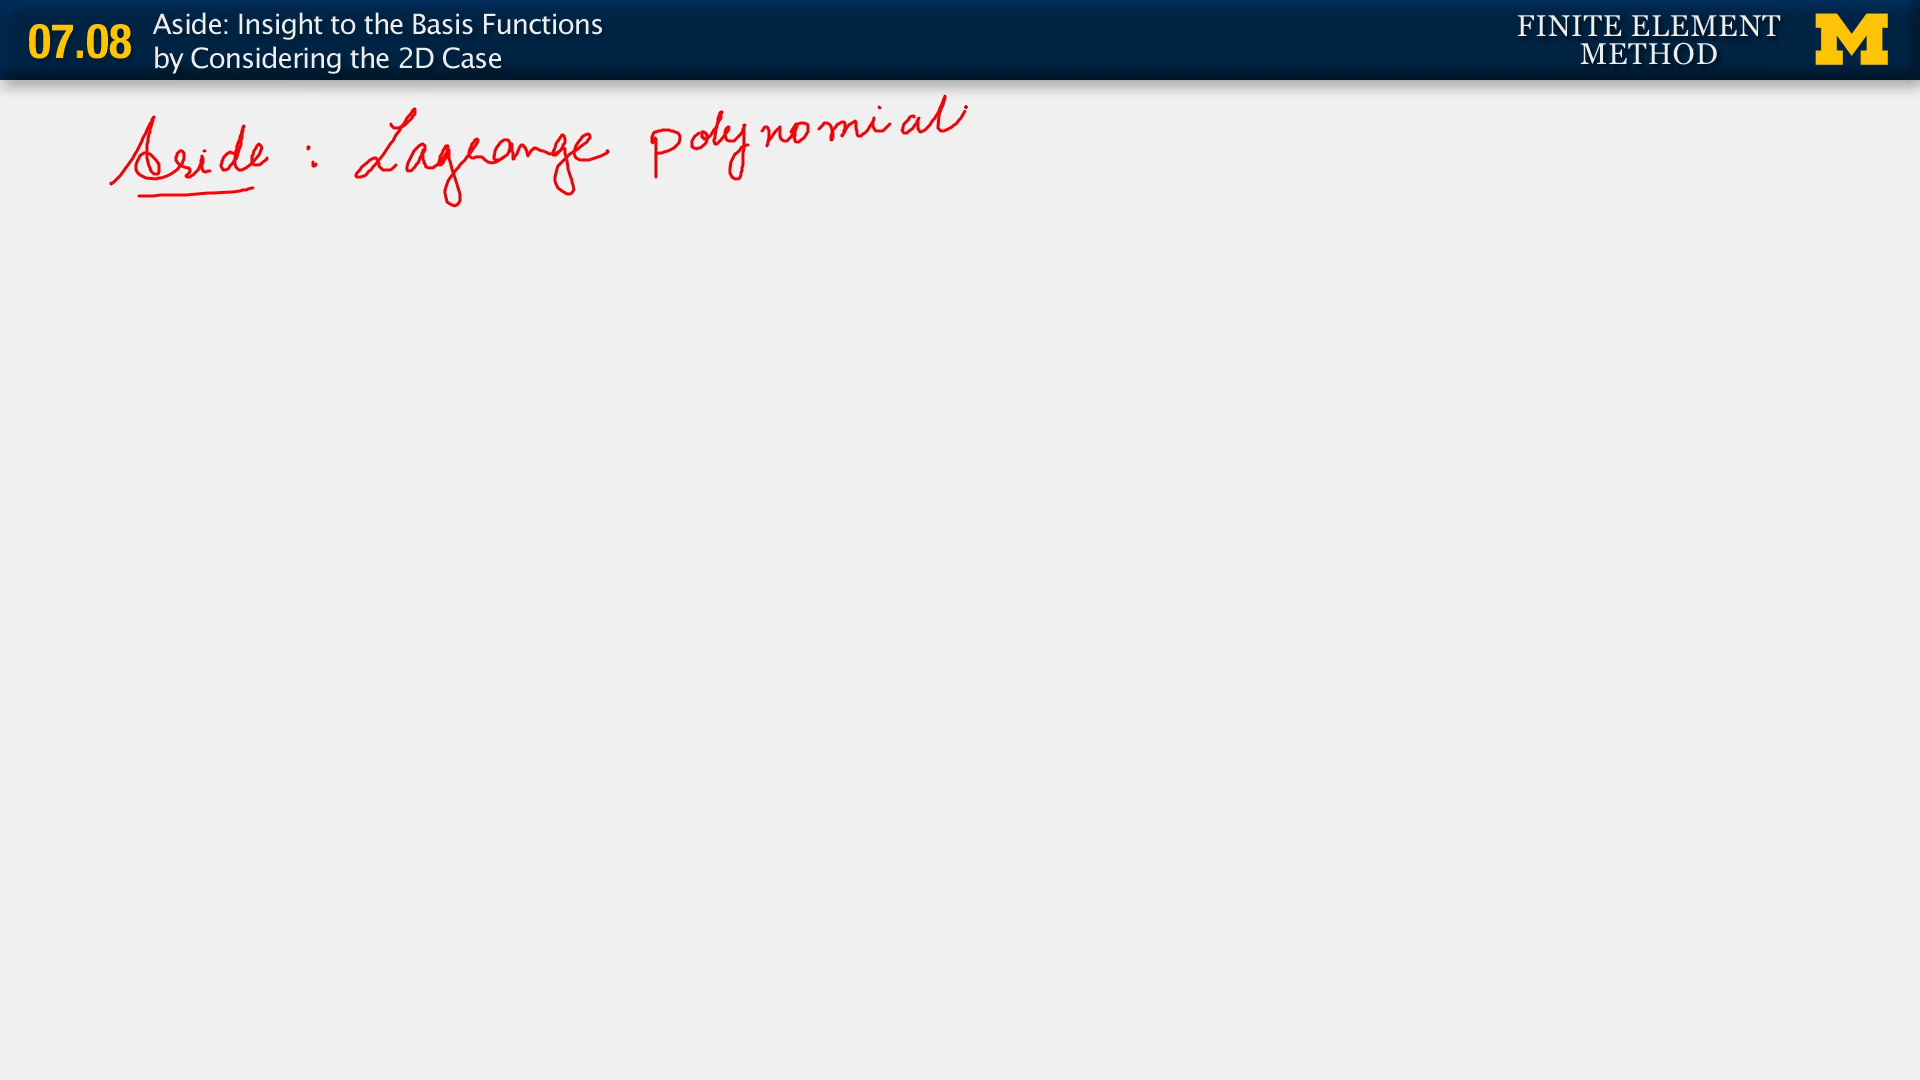 07.08
Aside: Insight to the Basis Functions
by Considering the 2D Case
FINITE ELEMENT
METHOD
M
Aside : Lagrange polynomial